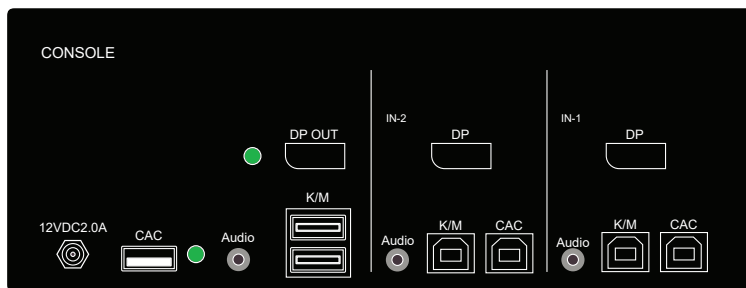 CONSOLE
DP OUT
K/M
12VDC2.0A
CAC
Audio
IN-2
DP
Audio
K/M
CAC
IN-1
DP
Audio
K/M
CAC